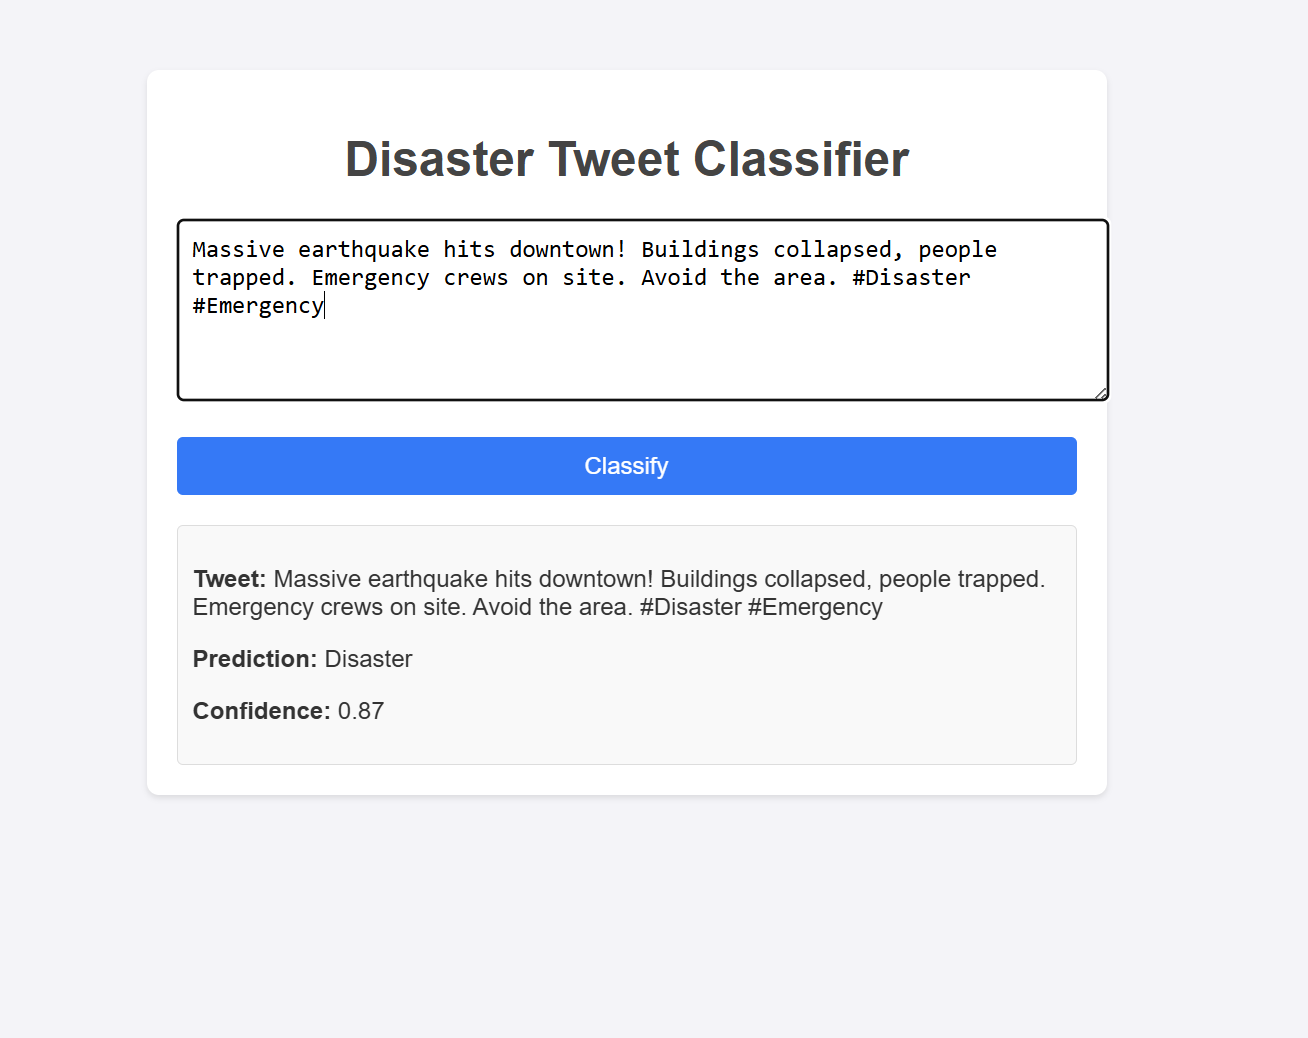 Disaster Tweet Classifier
Massive earthquake hits downtown! Buildings collapsed, people
trapped. Emergency crews on site. Avoid the area. #Disaster
#Emergency
Classify
Tweet: Massive earthquake hits downtown! Buildings collapsed, people trapped.
Emergency crews on site. Avoid the area. #Disaster #Emergency
Prediction: Disaster
Confidence: 0.87